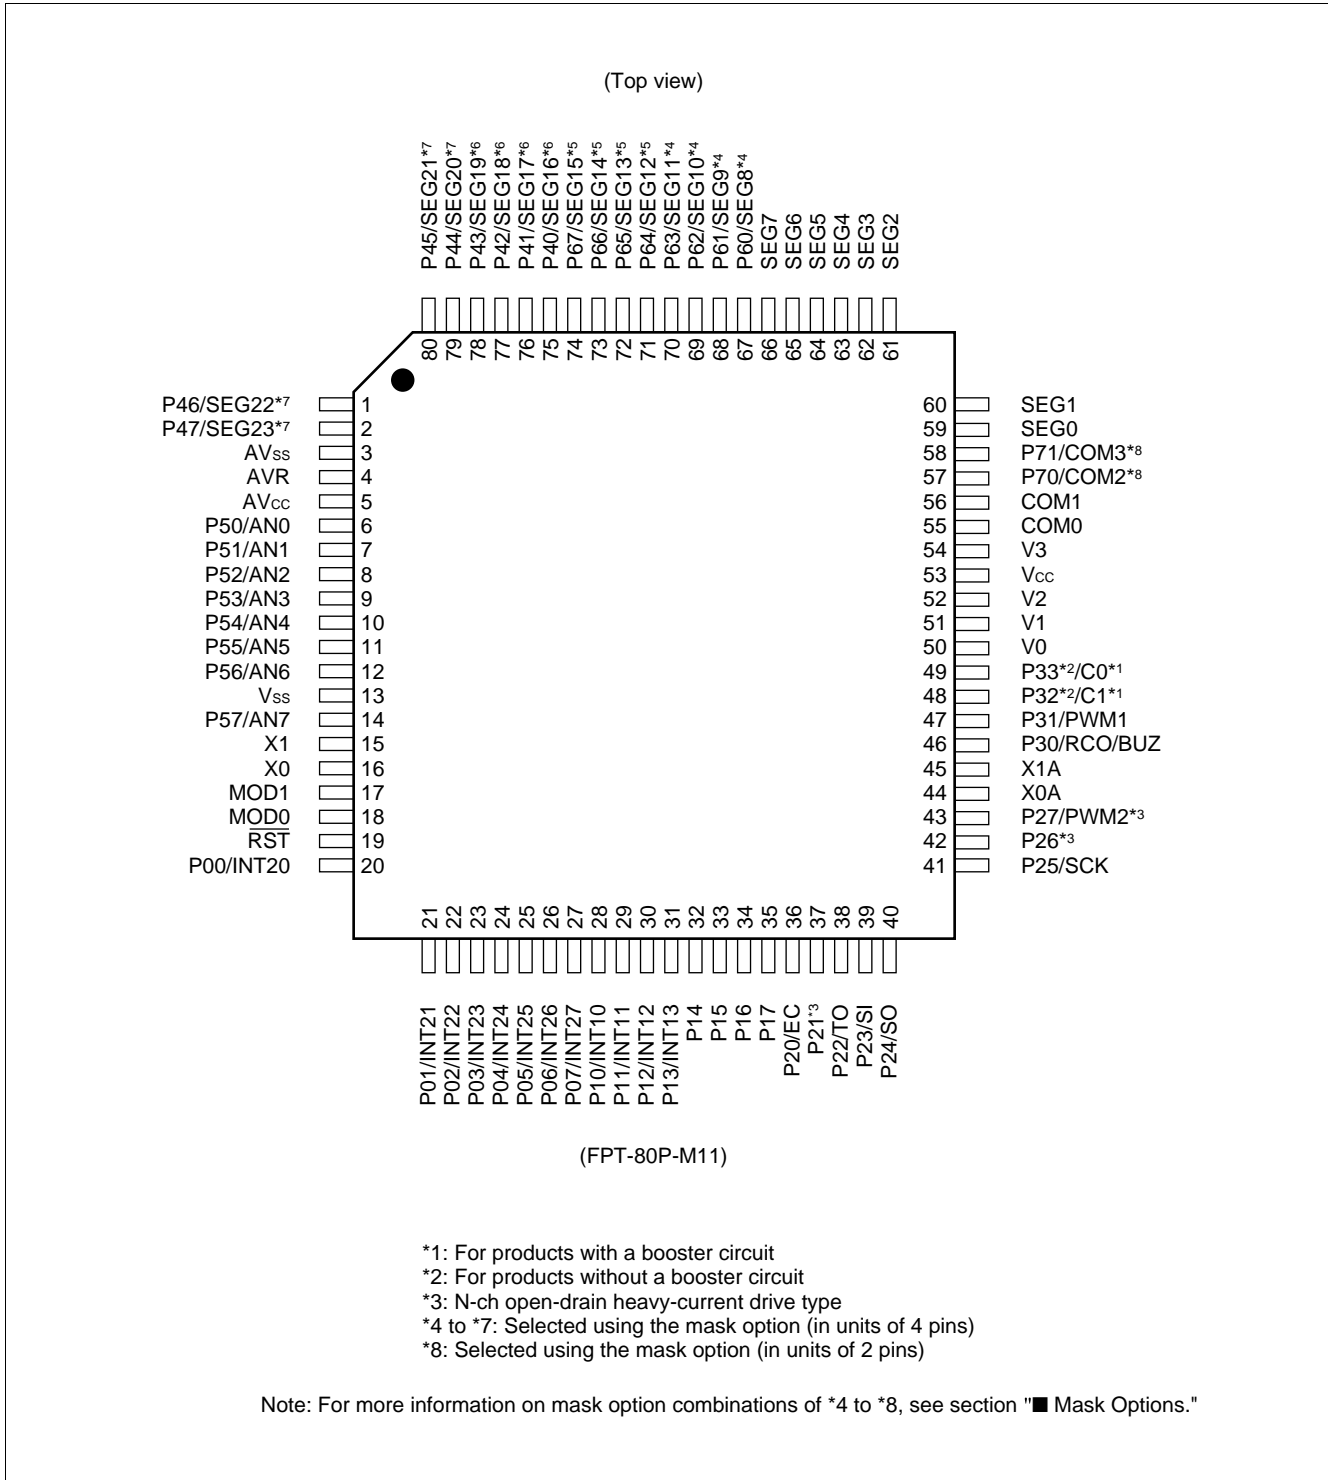 (Top view)
P45/SEG21*7
P44/SEG20*7
P43/SEG19*6
P42/SEG18*6
P41/SEG17*6
P40/SEG16*6
P67/SEG15*5
P66/SEG14*5
P65/SEG13*5
P64/SEG12*5
P63/SEG11*4
P62/SEG10*4
P61/SEG9*4
P60/SEG8*4
SEG7
SEG6
SEG5
SEG4
SEG3
SEG2
80 79 78 77 76 75 74 73 72 71 70 69 68 67 66 65 64 63 62 61
P46/SEG22*7 1 60 SEG1
P47/SEG23*7 2 59 SEG0
AVSS 3 58 P71/COM3*8
AVR 4 57 P70/COM2*8
AVCC 5 56 COM1
P50/AN0 6 55 COM0
P51/AN1 7 54 V3
P52/AN2 8 53 VCC
P53/AN3 9 52 V2
P54/AN4 10 51 V1
P55/AN5 11 50 V0
P56/AN6 12 49 P33*2/C0*1
VSS 13 48 P32*2/C1*1
P57/AN7 14 47 P31/PWM1
X1 15 46 P30/RCO/BUZ
X0 16 45 X1A
MOD1 17 44 X0A
MOD0 18 43 P27/PWM2*3
RST 19 42 P26*3
P00/INT20 20 41 P25/SCK
21 22 23 24 25 26 27 28 29 30 31 32 33 34 35 36 37 38 39 40
P01/INT21
P02/INT22
P03/INT23
P04/INT24
P05/INT25
P06/INT26
P07/INT27
P10/INT10
P11/INT11
P12/INT12
P13/INT13
P14
P15
P16
P17
P20/EC
P21*3
P22/TO
P23/SI
P24/SO
(FPT-80P-M11)
*1: For products with a booster circuit
*2: For products without a booster circuit
*3: N-ch open-drain heavy-current drive type
*4 to *7: Selected using the mask option (in units of 4 pins)
*8: Selected using the mask option (in units of 2 pins)
Note: For more information on mask option combinations of *4 to *8, see section "■ Mask Options."